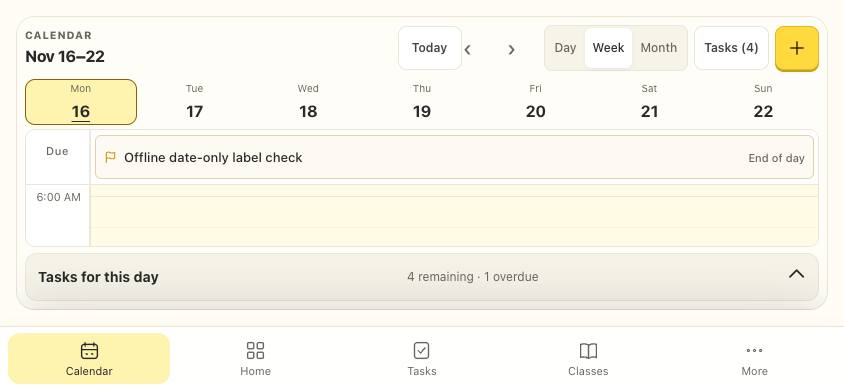 CALENDAR
Nov 16–22
Today
Day Week Month
Tasks (4)
Mon Tue Wed Thu Fri Sat Sun
16 17 18 19 20 21 22
Due
Offline date-only label check End of day
6:00 AM
Tasks for this day 4 remaining · 1 overdue
Calendar Home Tasks Classes More